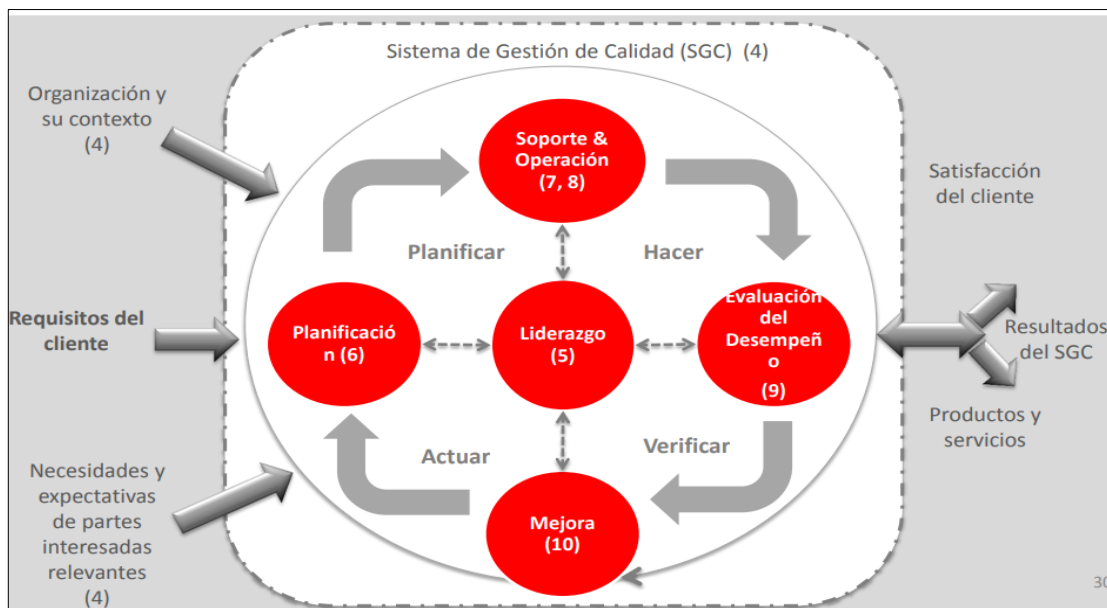 Sistema de Gestión de Calidad (SGC) (4)
Organización y
su contexto
(4)
Soporte &
Operación
(7, 8)
Satisfacción
del cliente
Planificar
Hacer
Requisitos del
cliente
Planificació
n (6)
Liderazgo
(5)
Evaluación
del
Desempeñ
o
(9)
Resultados
del SGC
Productos y
servicios
Actuar
Verificar
Necesidades y
expectativas
de partes
interesadas
relevantes
(4)
Mejora
(10)
30